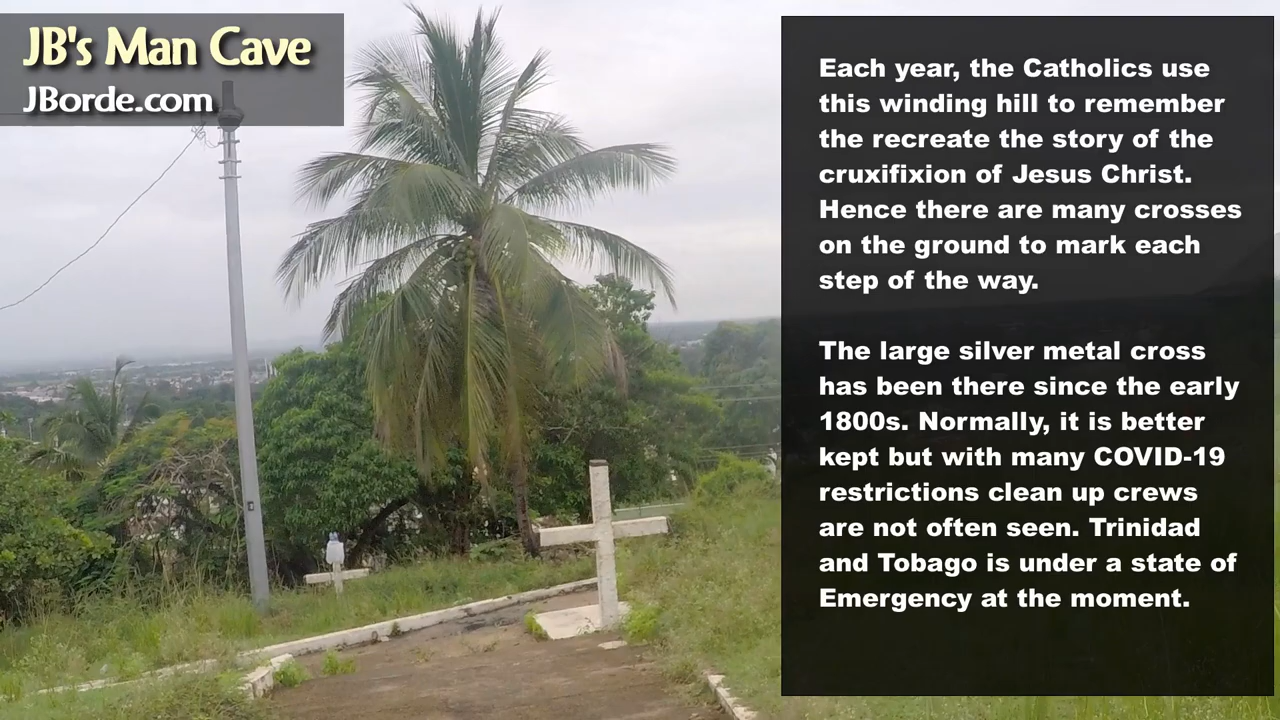 JB's Man Cave
JBorde.com
Each year, the Catholics use
this winding hill to remember
the recreate the story of the
cruxifixion of Jesus Christ.
Hence there are many crosses
on the ground to mark each
step of the way.
The large silver metal cross
has been there since the early
1800s. Normally, it is better
kept but with many COVID-19
restrictions clean up crews
are not often seen. Trinidad
and Tobago is under a state of
Emergency at the moment.